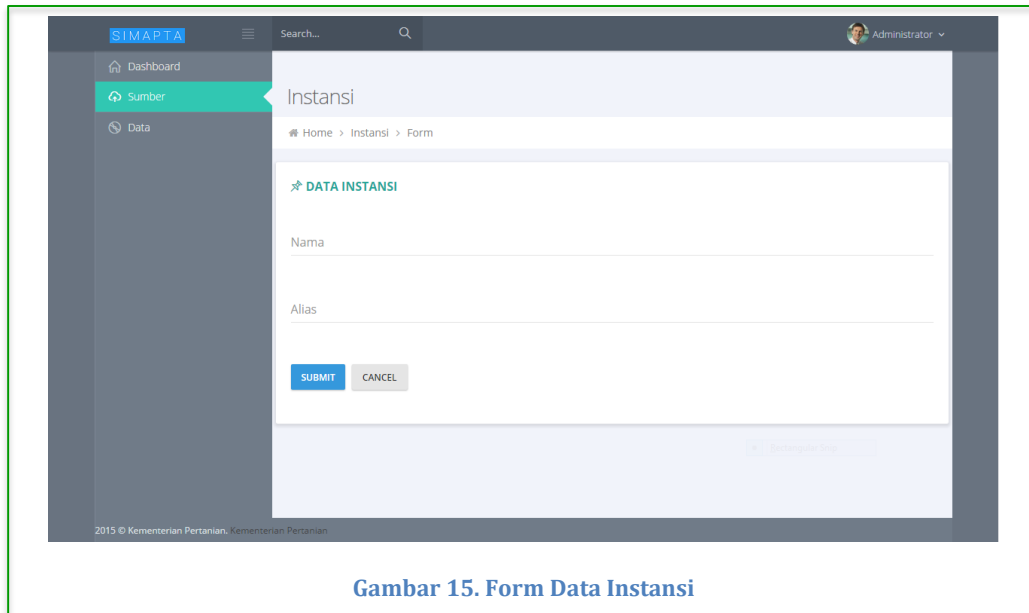 SIMAPTA
Search...
Administrator
Dashboard
Sumber
Data
Instansi
Home > Instansi > Form
DATA INSTANSI
Nama
Alias
SUBMIT CANCEL
2015 © Kementerian Pertanian. Kementerian Pertanian
Gambar 15. Form Data Instansi